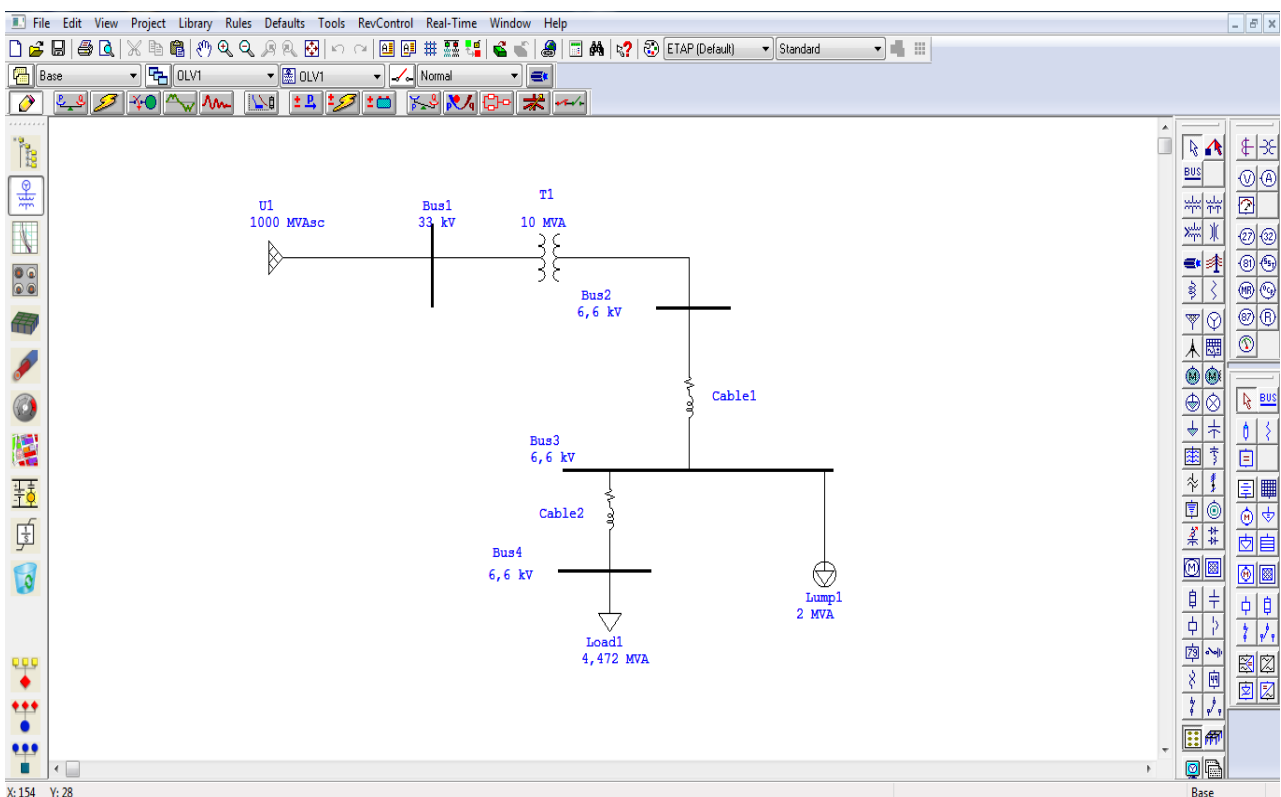 File Edit View Project Library Rules Defaults Tools RevControl Real-Time Window Help
ETAP (Default) Standard
Base OLV1 OLV1 Normal
U1
1000 MVAsc
Bus1
33 kV
T1
10 MVA
Bus2
6,6 kV
Cable1
Bus3
6,6 kV
Cable2
Bus4
6,6 kV
Lump1
2 MVA
Load1
4,472 MVA
BUS
BUS
X: 154 Y: 28
Base